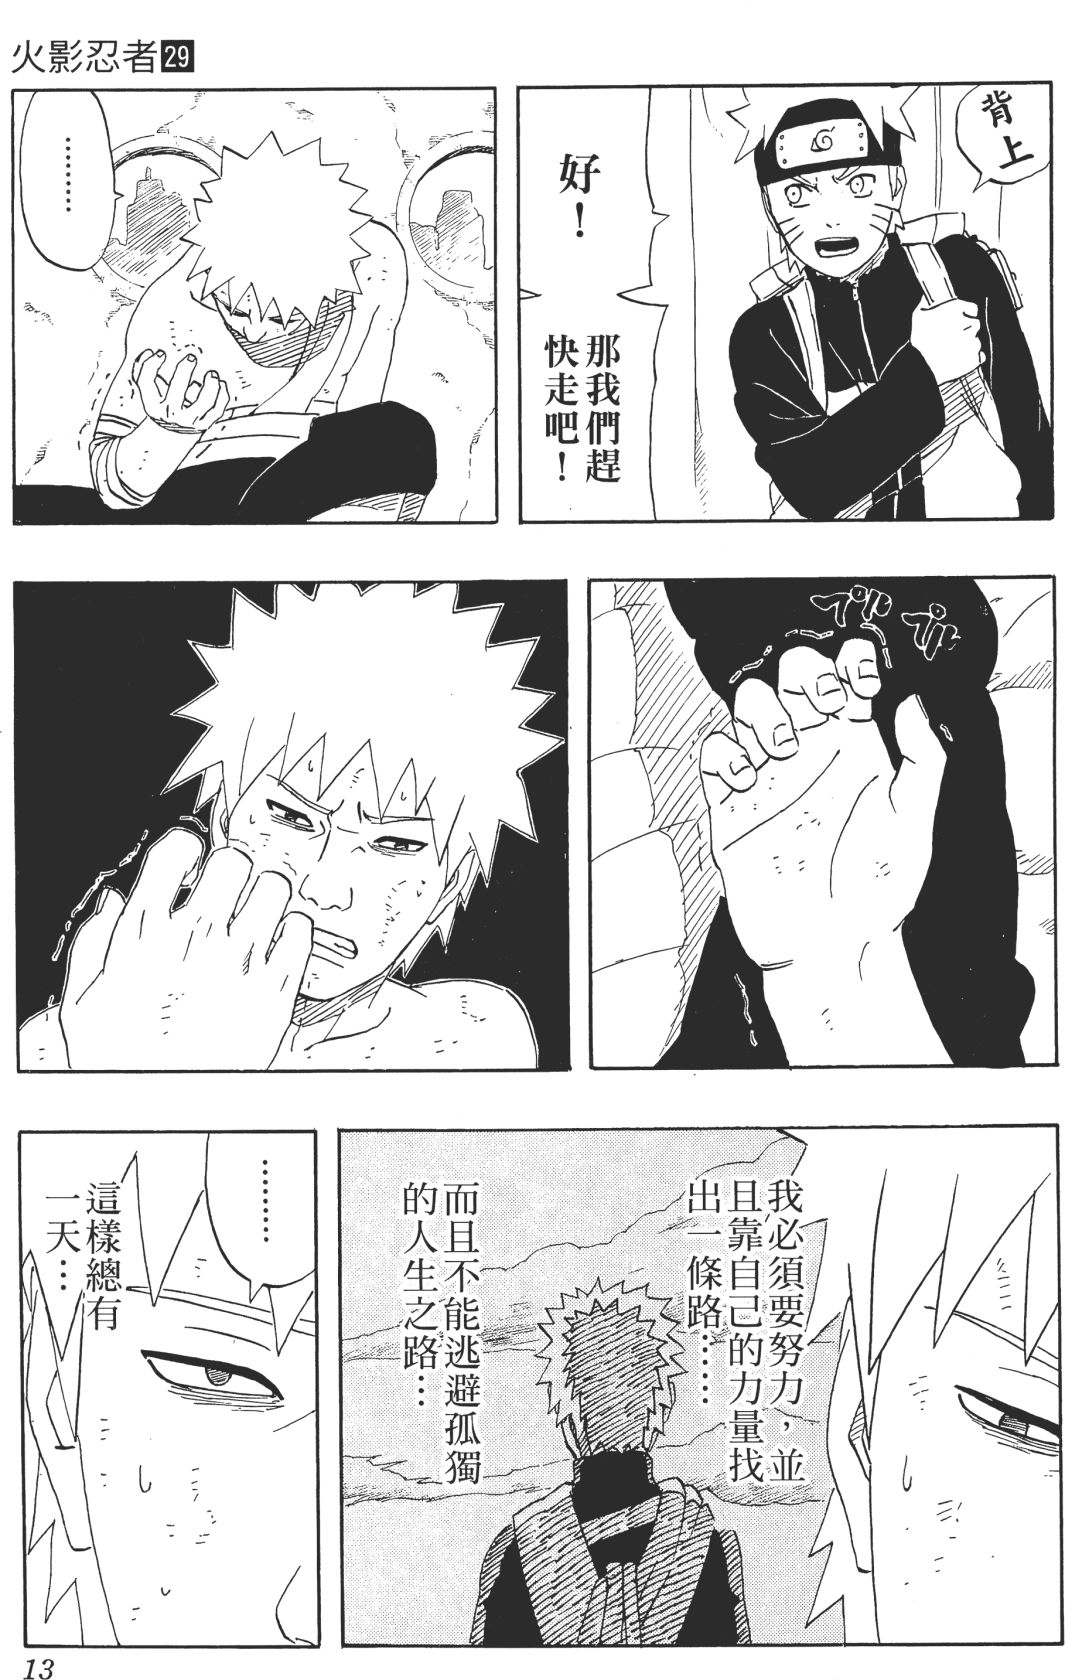 火影忍者29
背上
好！
那我們趕
快走吧！
………
プル
プル
我必須要努力，並
且靠自己的力量找
出一條路……
而且不能逃避孤獨
的人生之路…
………
這樣總有
一天…
13